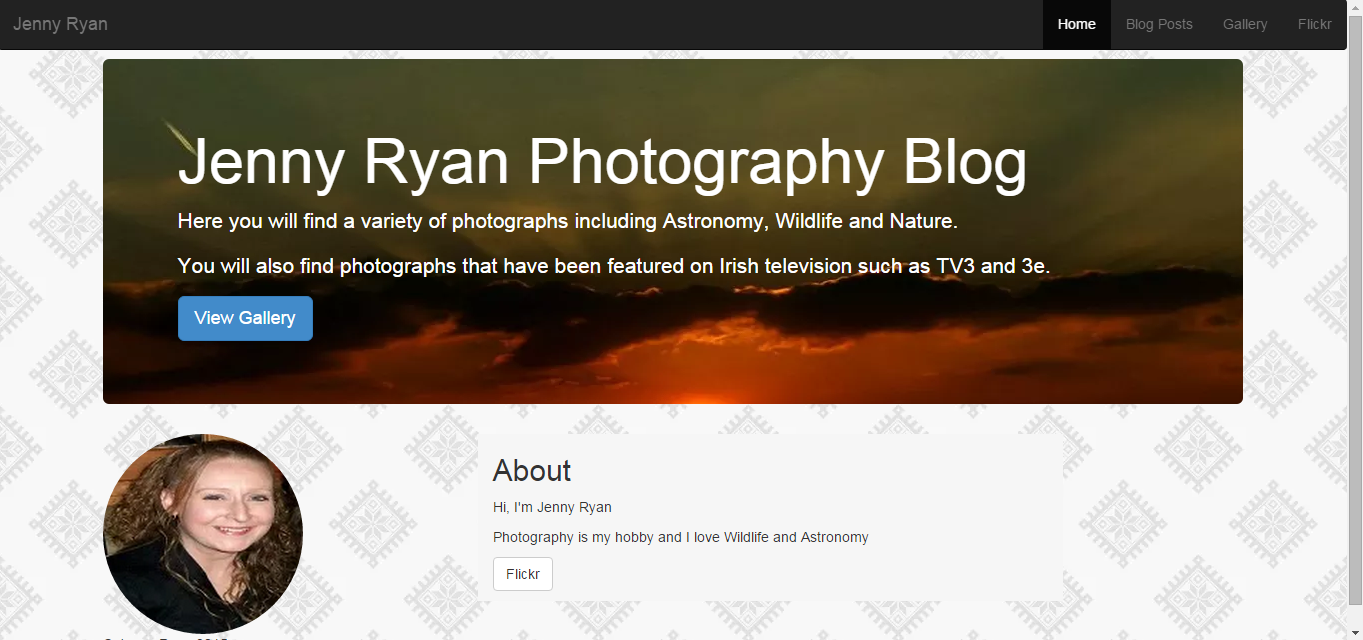 Jenny Ryan
Home Blog Posts Gallery Flickr
Jenny Ryan Photography Blog
Here you will find a variety of photographs including Astronomy, Wildlife and Nature.
You will also find photographs that have been featured on Irish television such as TV3 and 3e.
View Gallery
About
Hi, I'm Jenny Ryan
Photography is my hobby and I love Wildlife and Astronomy
Flickr